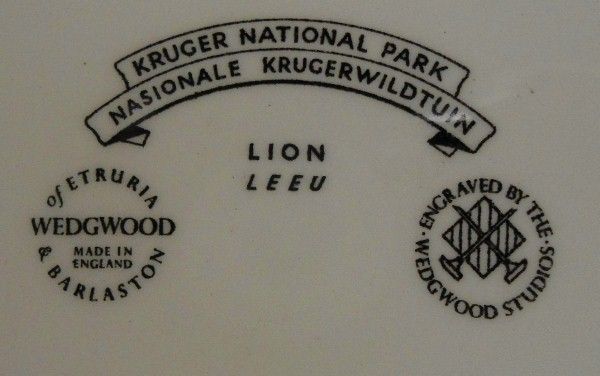 KRUGER NATIONAL PARK
NASIONALE KRUGERWILDTUIN
LION
LEEU
of ETRURIA
WEDGWOOD
MADE IN
ENGLAND
& BARLASTON
· ENGRAVED BY THE ·
WEDGWOOD STUDIOS